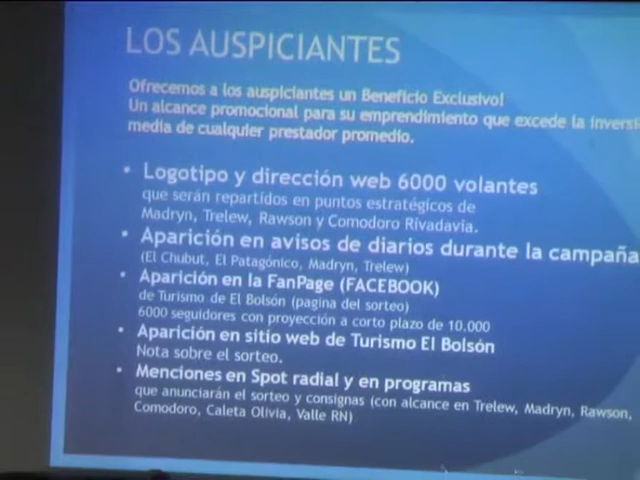 LOS AUSPICIANTES
Ofrecemos a los auspiciantes un Beneficio Exclusivo!
Un alcance promocional para su emprendimiento que excede la
media de cualquier prestador promedio.
• Logotipo y dirección web 6000 volantes
que serán repartidos en puntos estratégicos de
Madryn, Trelew, Rawson y Comodoro Rivadavia.
• Aparición en avisos de diarios durante la campaña
(El Chubut, El Patagónico, Madryn, Trelew)
• Aparición en la FanPage (FACEBOOK)
de Turismo de El Bolsón (pagina del sorteo)
6000 seguidores con proyección a corto plazo de 10.000
• Aparición en sitio web de Turismo El Bolsón
Nota sobre el sorteo.
• Menciones en Spot radial y en programas
que anunciarán el sorteo y consignas (con alcance en Trelew, Madryn, Rawson,
Comodoro, Caleta Olivia, Valle RN)